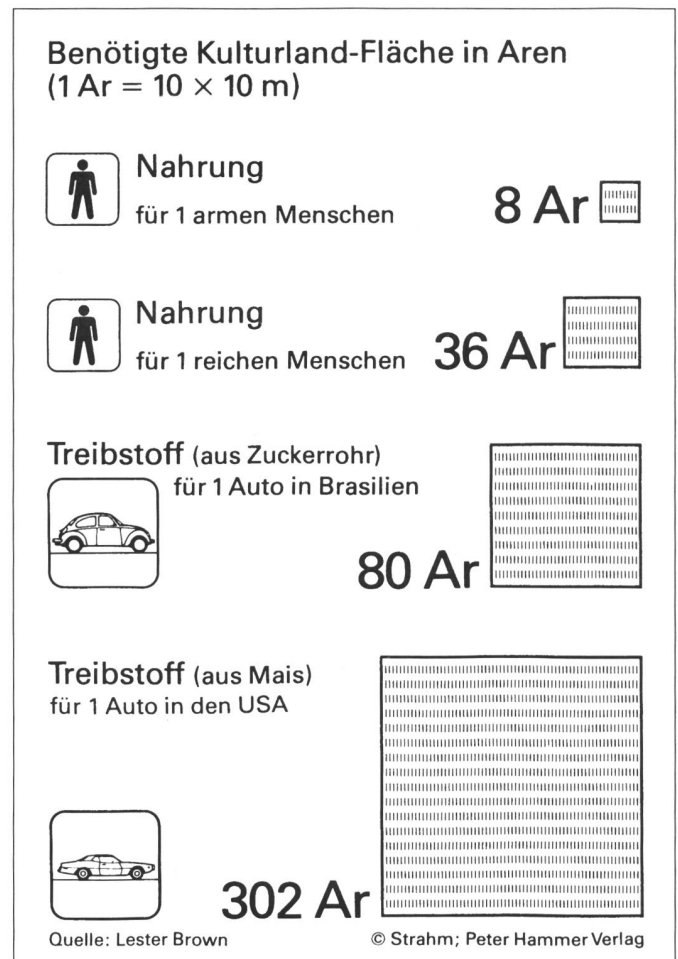 Benötigte Kulturland-Fläche in Aren
(1 Ar = 10 × 10 m)
Nahrung
für 1 armen Menschen
8 Ar
Nahrung
für 1 reichen Menschen
36 Ar
Treibstoff (aus Zuckerrohr)
für 1 Auto in Brasilien
80 Ar
Treibstoff (aus Mais)
für 1 Auto in den USA
302 Ar
Quelle: Lester Brown
© Strahm; Peter Hammer Verlag